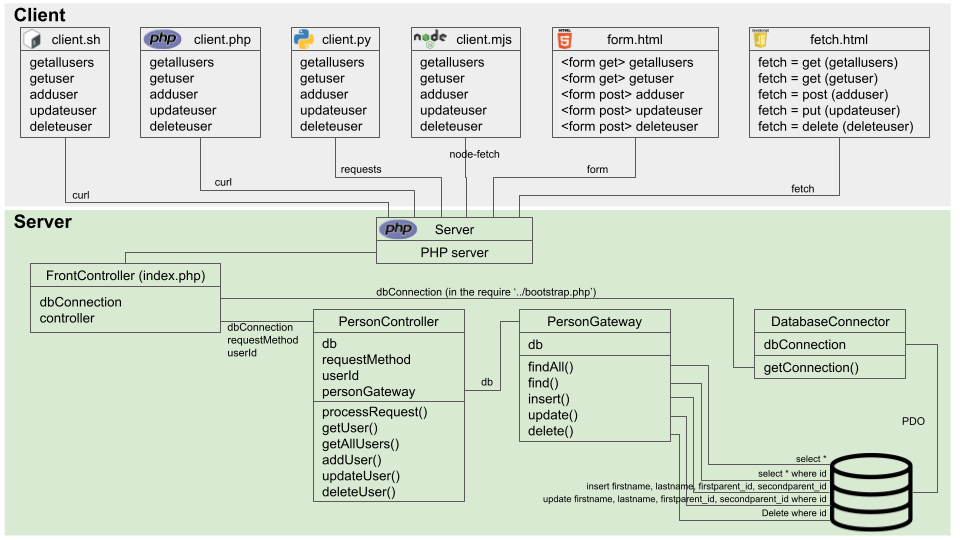 Client
client.sh
getallusers
getuser
adduser
updateuser
deleteuser
php
client.php
getallusers
getuser
adduser
updateuser
deleteuser
client.py
getallusers
getuser
adduser
updateuser
deleteuser
node
client.mjs
getallusers
getuser
adduser
updateuser
deleteuser
HTML
5
form.html
<form get> getallusers
<form get> getuser
<form post> adduser
<form post> updateuser
<form post> deleteuser
JavaScript
fetch.html
fetch = get (getallusers)
fetch = get (getuser)
fetch = post (adduser)
fetch = put (updateuser)
fetch = delete (deleteuser)
curl
curl
requests
node-fetch
form
fetch
Server
php
Server
PHP server
FrontController (index.php)
dbConnection
controller
dbConnection (in the require ‘../bootstrap.php’)
dbConnection
requestMethod
userId
PersonController
db
requestMethod
userId
personGateway
processRequest()
getUser()
getAllUsers()
addUser()
updateUser()
deleteUser()
db
PersonGateway
db
findAll()
find()
insert()
update()
delete()
DatabaseConnector
dbConnection
getConnection()
PDO
select *
select * where id
insert firstname, lastname, firstparent_id, secondparent_id
update firstname, lastname, firstparent_id, secondparent_id where id
Delete where id